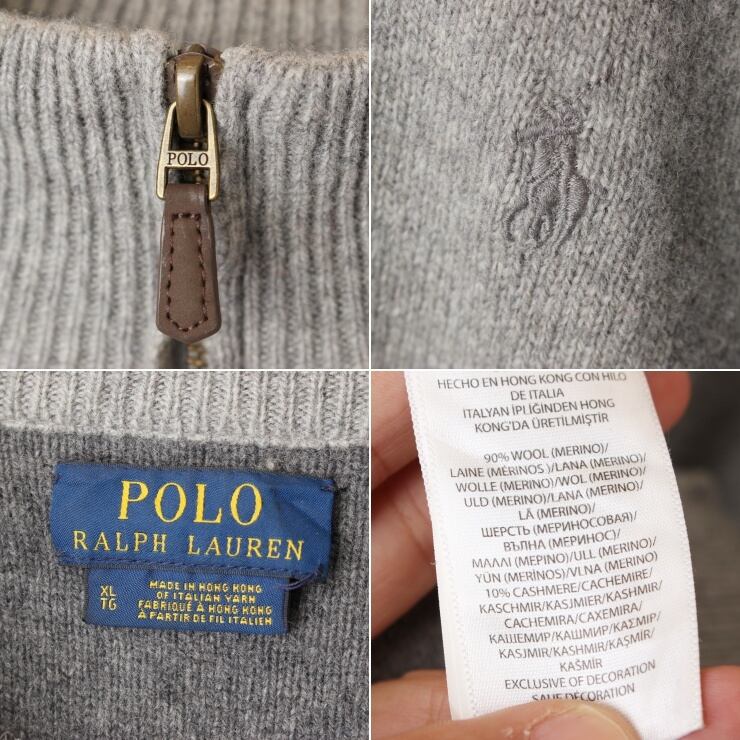 POLO
POLO
RALPH LAUREN
XL
TG
MADE IN HONG KONG
OF ITALIAN YARN
FABRIQUÉ À HONG KONG
À PARTIR DE FIL ITALIEN
HECHO EN HONG KONG CON HILO
DE ITALIA
ITALYAN İPLİĞİNDEN HONG
KONG'DA ÜRETİLMİŞTİR
90% WOOL (MERINO)/
LAINE (MÉRINOS )/LANA (MERINO)/
WOLLE (MERINO)/WOL (MERINO)/
ULD (MERINO)/LANA (MERINO)/
LÃ (MERINO)/
ШЕРСТЬ (МЕРИНОСОВАЯ)/
ВЪЛНА (МЕРИНОС)/
ΜΑΛΛΙ (ΜΕΡΙΝΟ)/ULL (MERINO)/
YÜN (MERİNOS)/VLNA (MERINO)
10% CASHMERE/CACHEMIRE/
KASCHMIR/KASJMIER/KASHMIR/
CACHEMIRA/CAXEMIRA/
КАШЕМИР/КАШМИР/ΚΑΣΜΙΡ/
KASJMIR/KASHMIR/KAŞMİR/
KAŠMÍR
EXCLUSIVE OF DECORATION
SAUF DÉCORATION